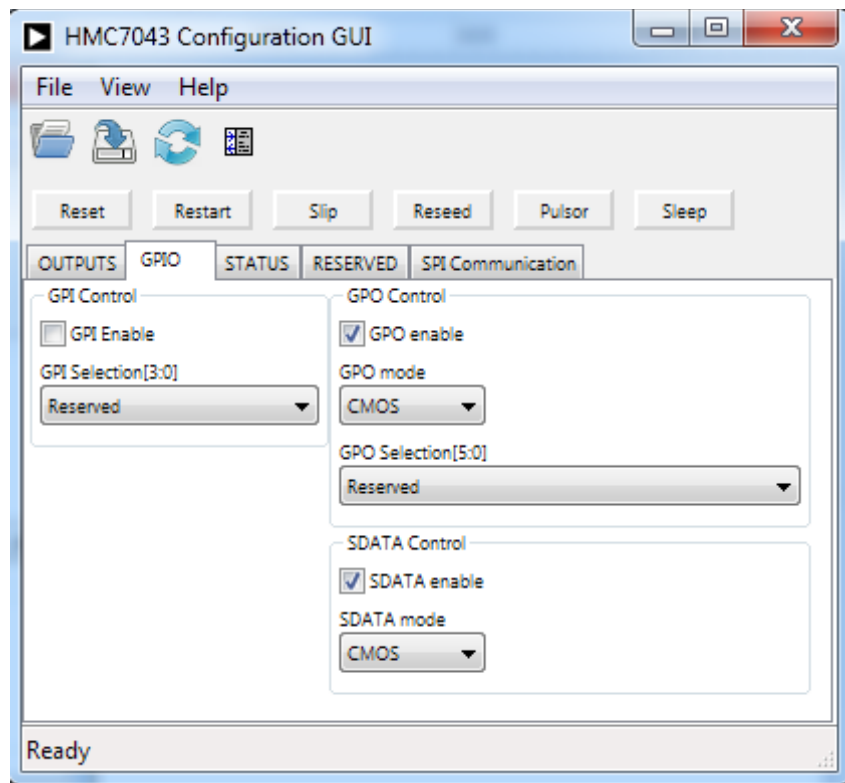 HMC7043 Configuration GUI
File View Help
Reset Restart Slip Reseed Pulsor Sleep
OUTPUTS GPIO STATUS RESERVED SPI Communication
GPI Control
GPI Enable
GPI Selection[3:0]
Reserved
GPO Control
GPO enable
GPO mode
CMOS
GPO Selection[5:0]
Reserved
SDATA Control
SDATA enable
SDATA mode
CMOS
Ready